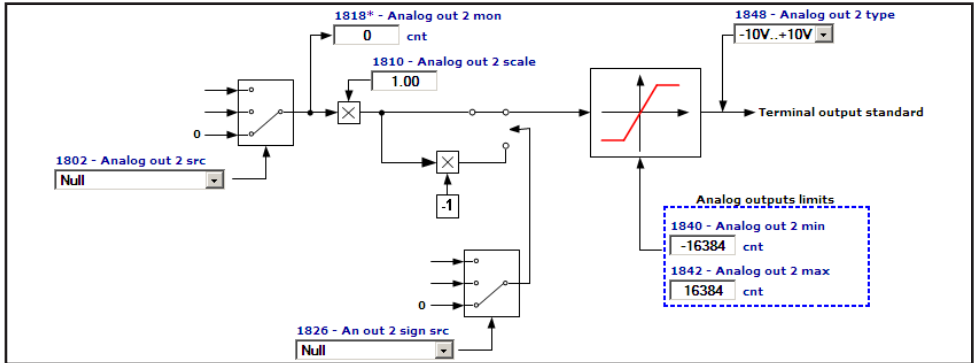 1818* - Analog out 2 mon
0 cnt
1848 - Analog out 2 type
-10V..+10V
1810 - Analog out 2 scale
1.00
Terminal output standard
0
1802 - Analog out 2 src
Null
-1
Analog outputs limits
1840 - Analog out 2 min
-16384 cnt
1842 - Analog out 2 max
16384 cnt
0
1826 - An out 2 sign src
Null